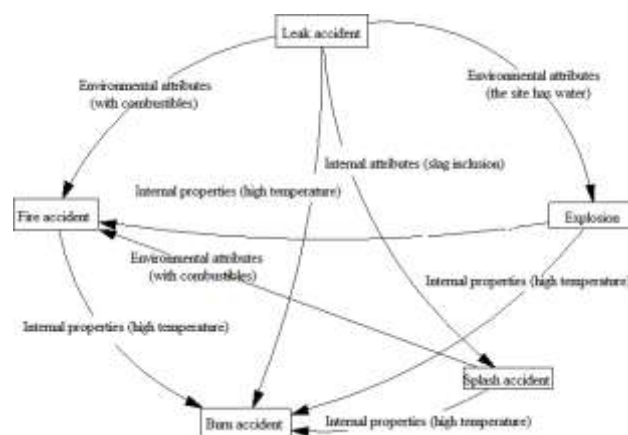 Leak accident
Environmental attributes
(with combustibles)
Environmental attributes
(the site has water)
Internal attributes (slag inclusion)
Internal properties (high temperature)
Fire accident
Explosion
Environmental attributes
(with combustibles)
Internal properties (high temperature)
Internal properties (high temperature)
Splash accident
Burn accident
Internal properties (high temperature)